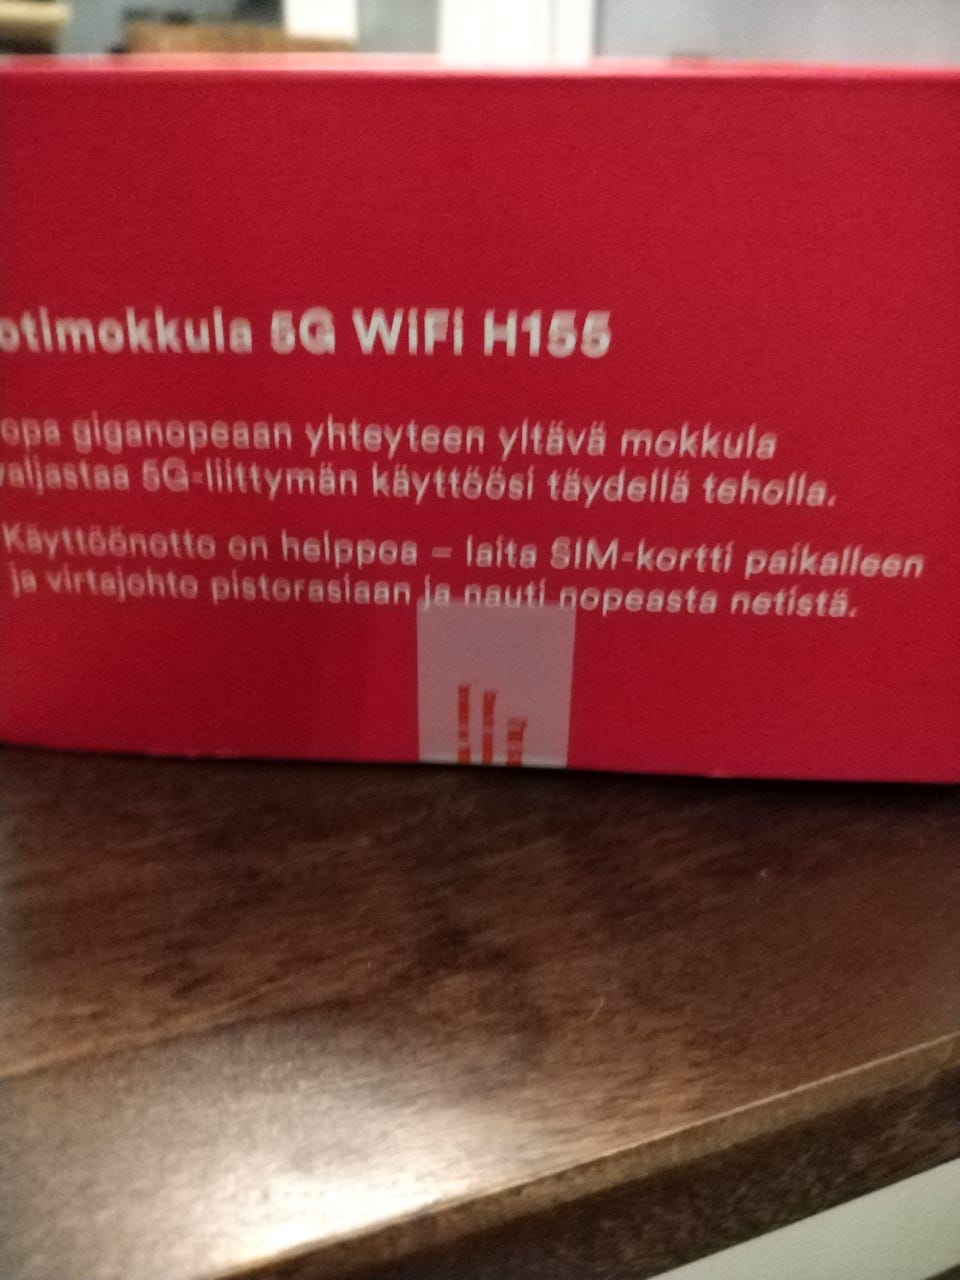 otimokkula 5G WiFi H155
opa giganopeaan yhteyteen yltävä mokkula
valjastaa 5G-liittymän käyttöösi täydellä teholla.
Käyttöönotto on helppoa – laita SIM-kortti paikalleen
ja virtajohto pistorasiaan ja nauti nopeasta netistä.